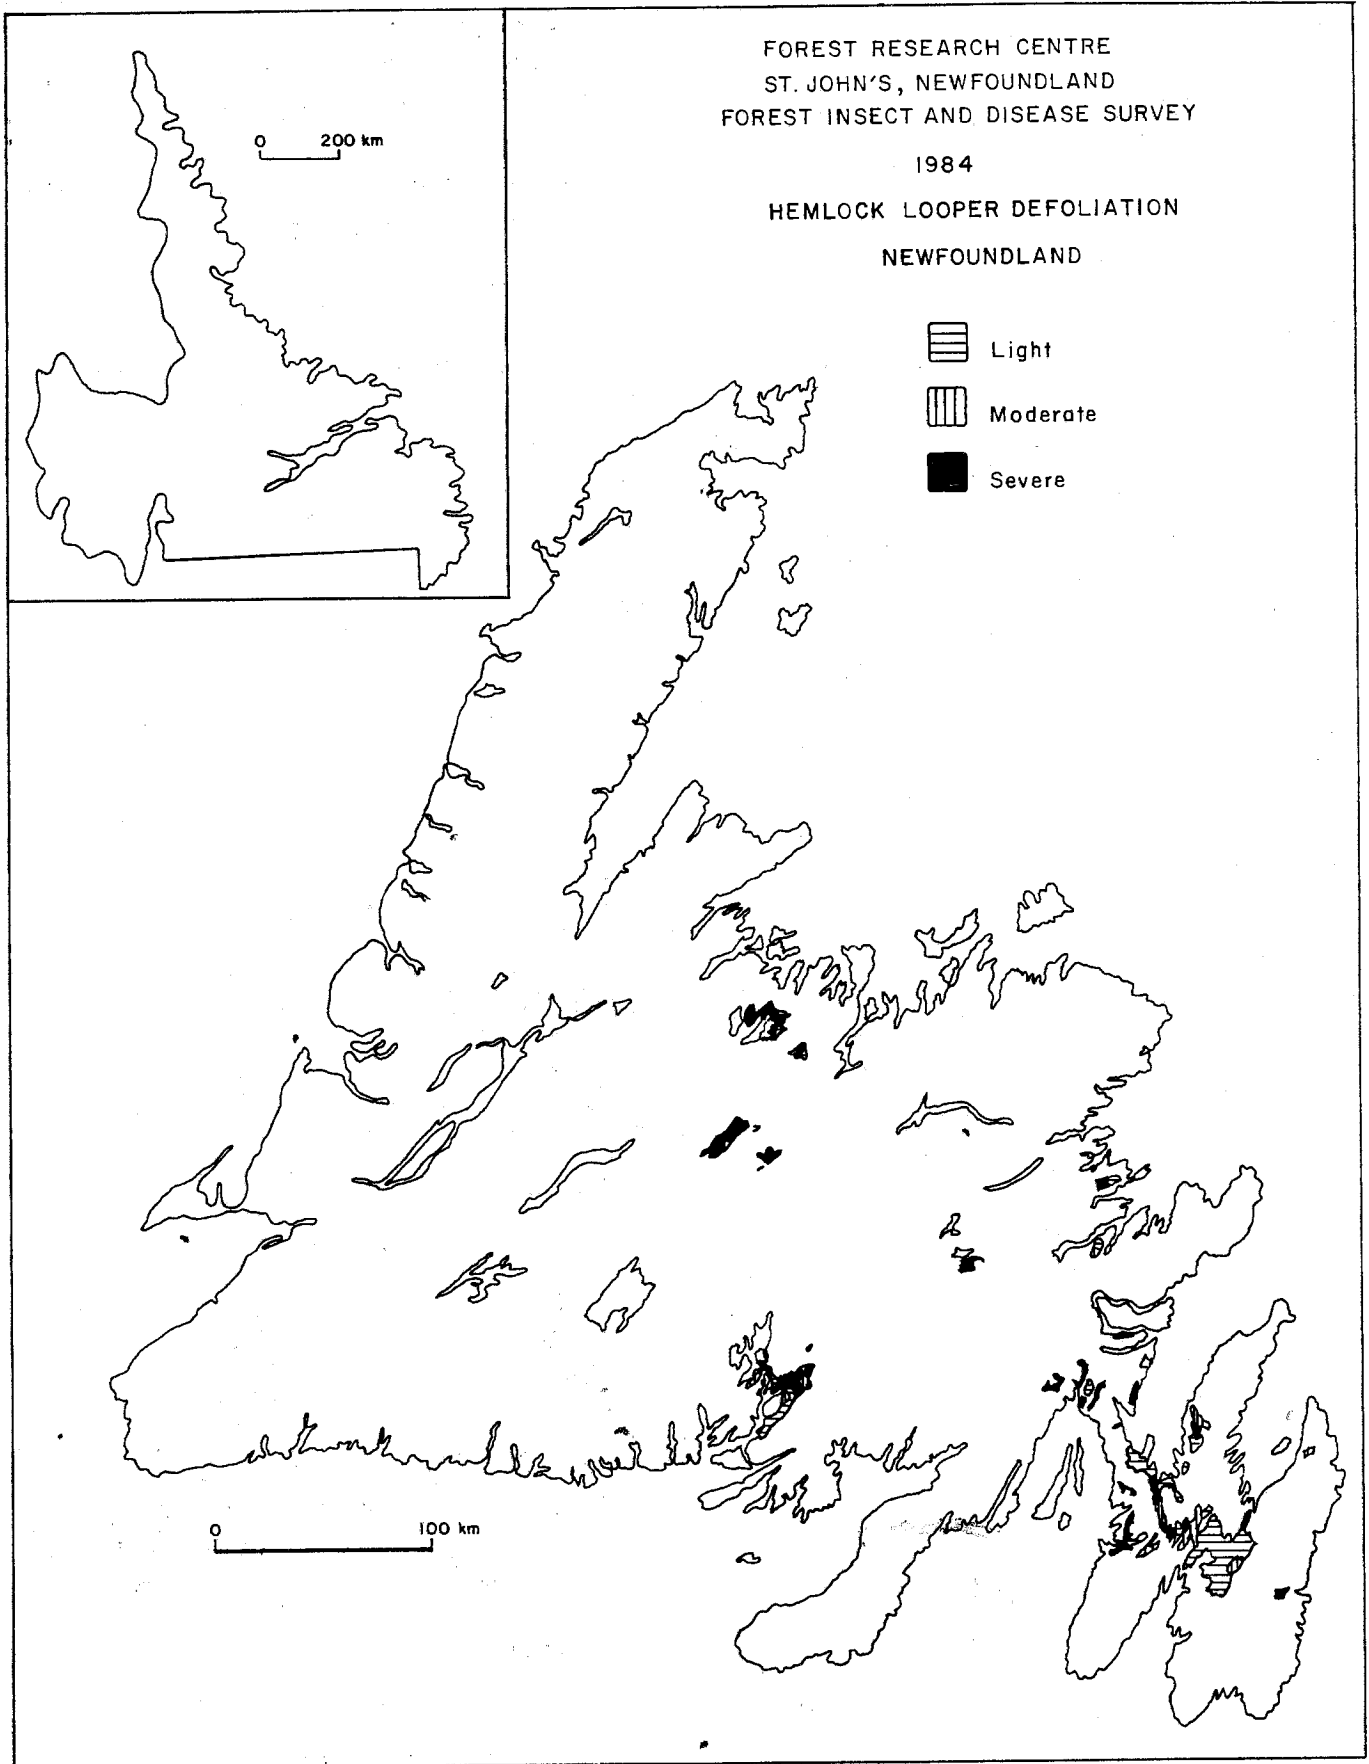 FOREST RESEARCH CENTRE
ST. JOHN'S, NEWFOUNDLAND
FOREST INSECT AND DISEASE SURVEY
1984
HEMLOCK LOOPER DEFOLIATION
NEWFOUNDLAND
0 200 km
Light
Moderate
Severe
0 100 km